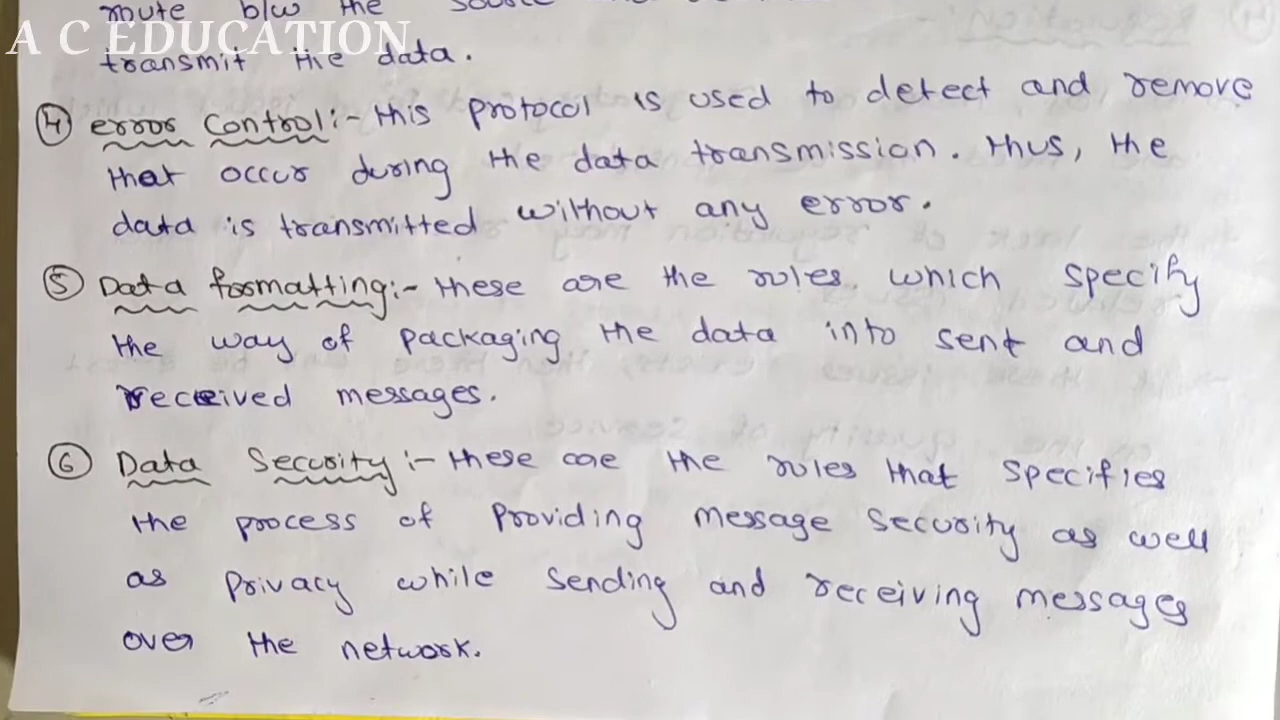 route b/w the
A C EDUCATION
transmit the data.
④ error control:- this protocol is used to detect and remove
that occur during the data transmission. thus, the
data is transmitted without any error.
⑤ Data formatting:- these are the rules which specify
the way of packaging the data into sent and
received messages.
⑥ Data Security:- these are the rules that specifies
the process of providing message security as well
as privacy while sending and receiving messages
over the network.